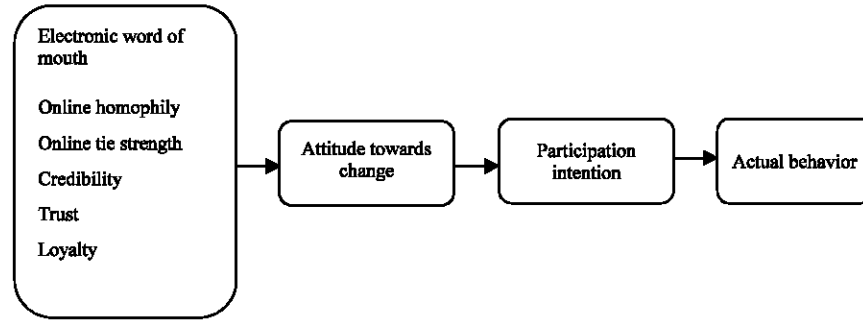 Electronic word of
mouth
Online homophily
Online tie strength
Credibility
Trust
Loyalty
Attitude towards
change
Participation
intention
Actual behavior